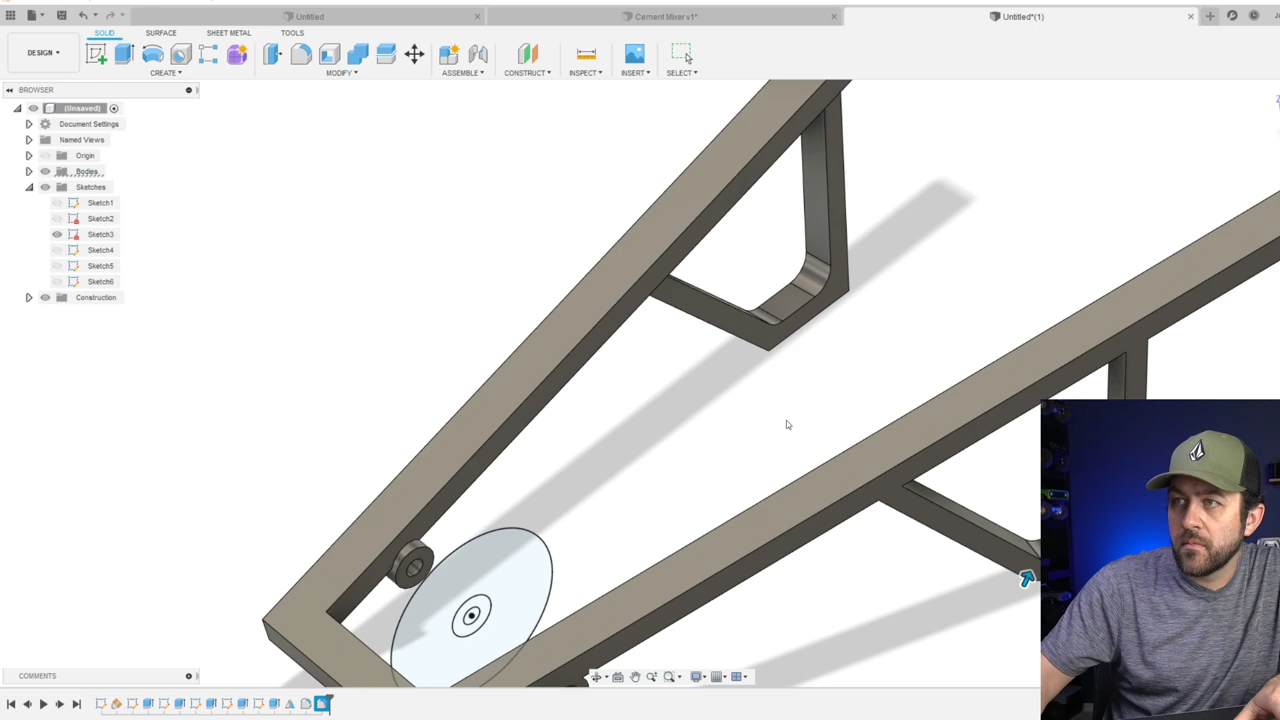 Untitled
Cement Mixer v1*
Untitled*(1)
SOLID
SURFACE
SHEET METAL
TOOLS
DESIGN
CREATE
MODIFY
ASSEMBLE
CONSTRUCT
INSPECT
INSERT
SELECT
BROWSER
(Unsaved)
Document Settings
Named Views
Origin
Bodies
Sketches
Sketch1
Sketch2
Sketch3
Sketch4
Sketch5
Sketch6
Construction
COMMENTS